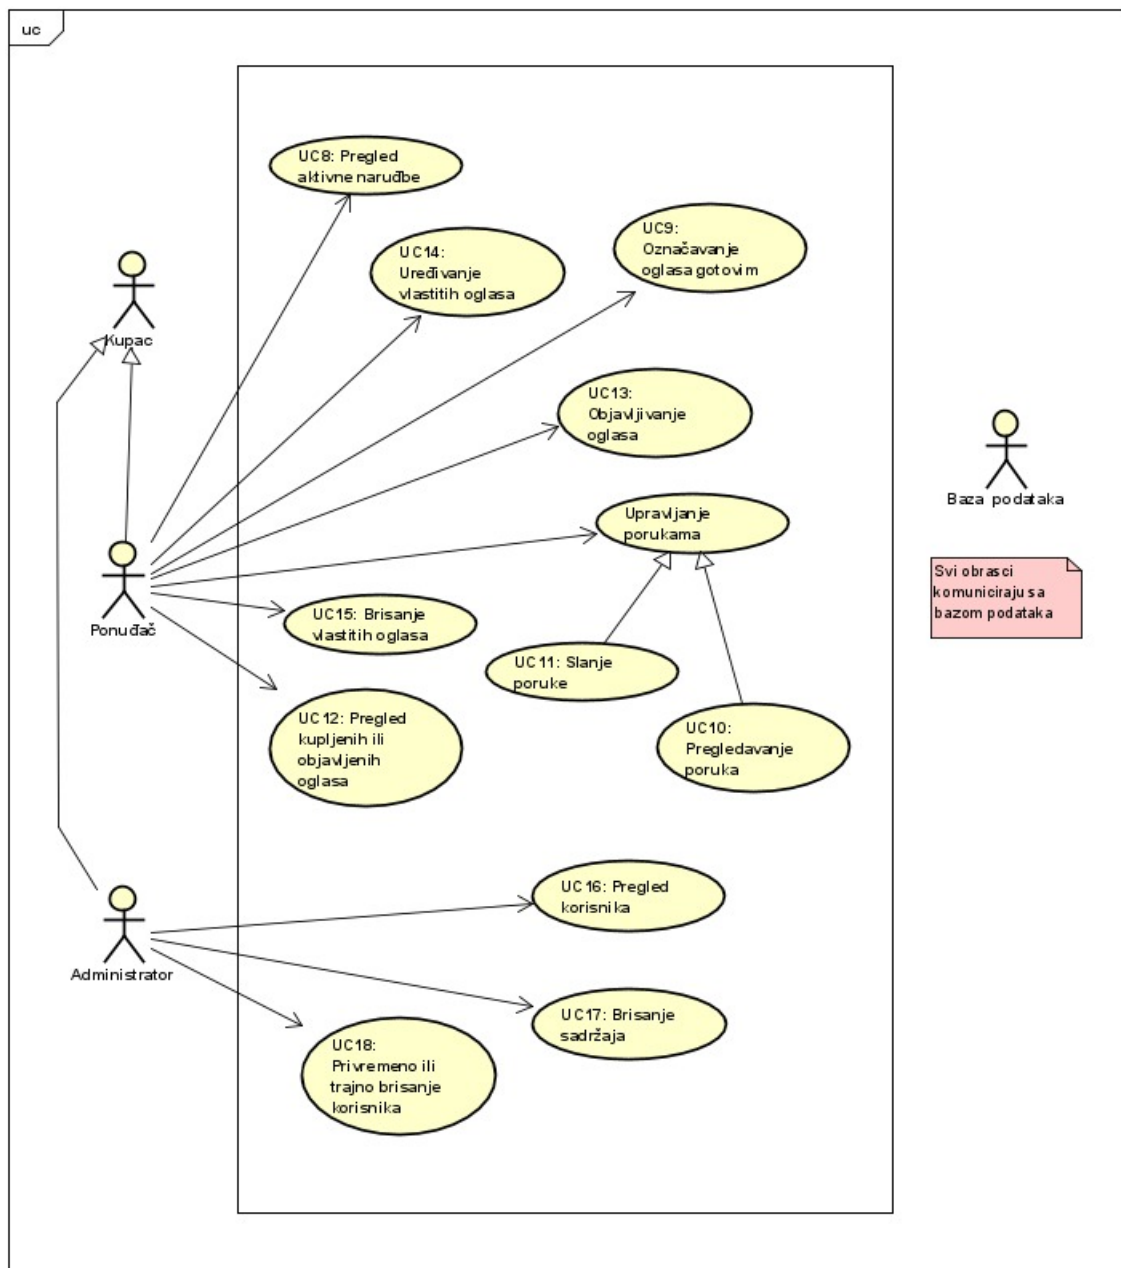 uc
UC8: Pregled
aktivne narudbe
UC9:
Označavanje
oglasa gotovim
UC14:
Uređivanje
vlastitih oglasa
Kupac
UC13:
Objavljivanje
oglasa
Baza podataka
Upravljanje
porukama
Svi obrasci
komuniciraju sa
bazom podataka
Ponuđač
UC15: Brisanje
vlastitih oglasa
UC11: Slanje
poruke
UC12: Pregled
kupljenih ili
objavljenih
oglasa
UC10:
Pregledavanje
poruka
UC16: Pregled
korisnika
Administrator
UC17: Brisanje
sadržaja
UC18:
Privremeno ili
trajno brisanje
korisnika